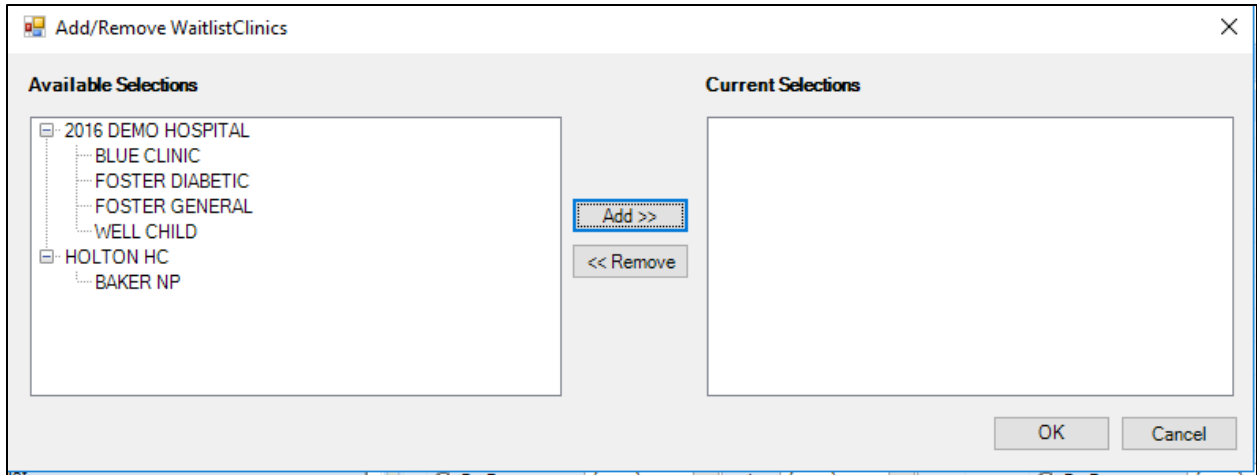 Add/Remove WaitlistClinics
Available Selections
Current Selections
2016 DEMO HOSPITAL
BLUE CLINIC
FOSTER DIABETIC
FOSTER GENERAL
WELL CHILD
HOLTON HC
BAKER NP
Add >>
<< Remove
OK
Cancel